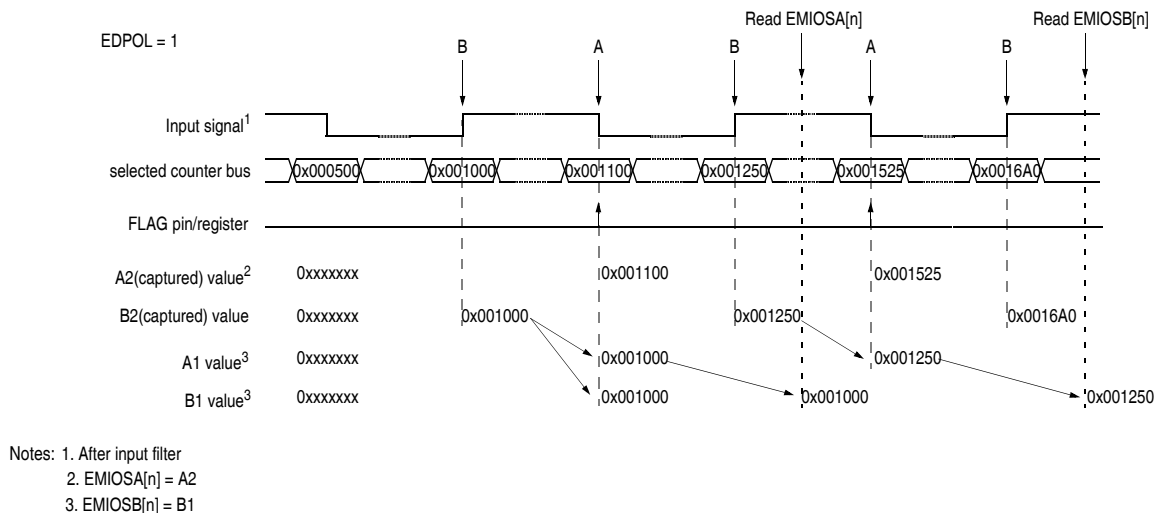 Read EMIOSA[n] Read EMIOSB[n]
EDPOL = 1
B A B A B
Input signal1
selected counter bus 0x000500 0x001000 0x001100 0x001250 0x001525 0x0016A0
FLAG pin/register
A2(captured) value2 0xxxxxxx 0x001100 0x001525
B2(captured) value 0xxxxxxx 0x001000 0x001250 0x0016A0
A1 value3 0xxxxxxx 0x001000 0x001250
B1 value3 0xxxxxxx 0x001000 0x001000 0x001250
Notes: 1. After input filter
2. EMIOSA[n] = A2
3. EMIOSB[n] = B1